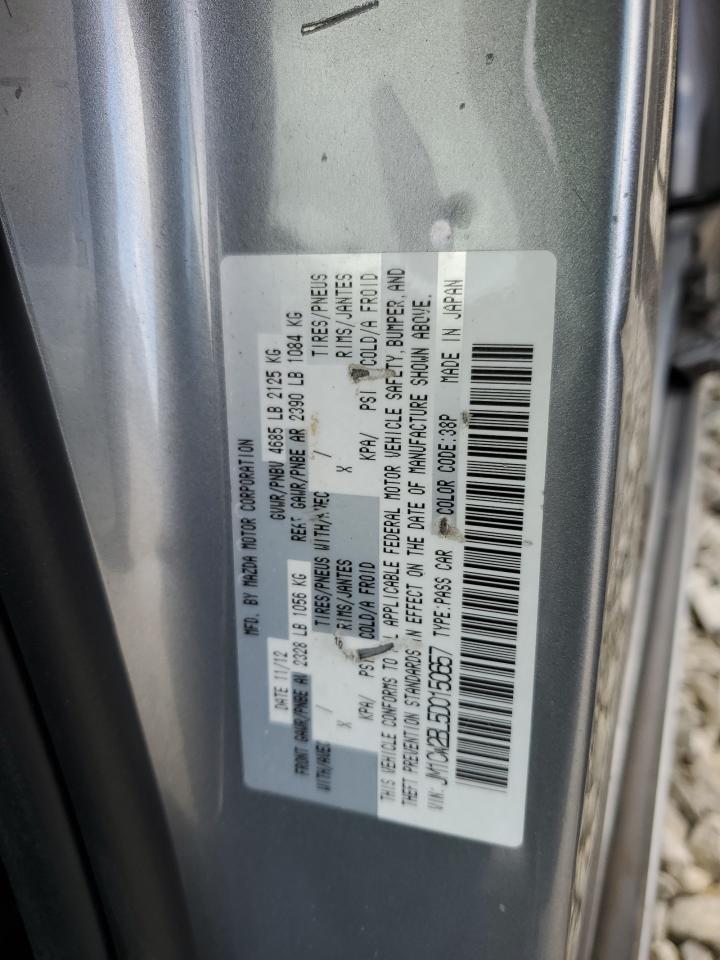 MFD. BY MAZDA MOTOR CORPORATION
DATE 11/12 GVWR/PNBV 4685 LB 2125 KG
FRONT GAWR/PNBE AV 2328 LB 1056 KG REAR GAWR/PNBE AR 2390 LB 1084 KG
WITH/AVEC / TIRES/PNEUS WITH/AVEC / TIRES/PNEUS
X RIMS/JANTES X RIMS/JANTES
KPA/ PSI COLD/A FROID KPA/ PSI COLD/A FROID
THIS VEHICLE CONFORMS TO ALL APPLICABLE FEDERAL MOTOR VEHICLE SAFETY, BUMPER, AND
THEFT PREVENTION STANDARDS IN EFFECT ON THE DATE OF MANUFACTURE SHOWN ABOVE.
VIN: JM1CW2BL5D0150657 TYPE:PASS CAR COLOR CODE:38P MADE IN JAPAN